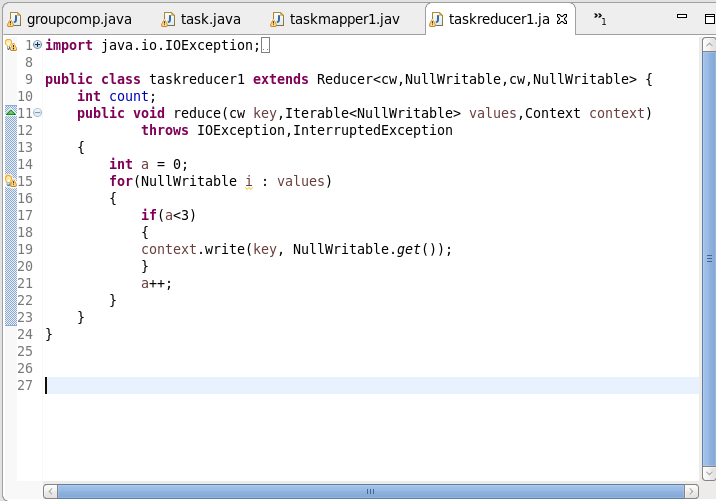 groupcomp.java task.java taskmapper1.jav taskreducer1.ja »1
1 import java.io.IOException;
8
9 public class taskreducer1 extends Reducer<cw,NullWritable,cw,NullWritable> {
10 int count;
11 public void reduce(cw key,Iterable<NullWritable> values,Context context)
12 throws IOException,InterruptedException
13 {
14 int a = 0;
15 for(NullWritable i : values)
16 {
17 if(a<3)
18 {
19 context.write(key, NullWritable.get());
20 }
21 a++;
22 }
23 }
24 }
25
26
27